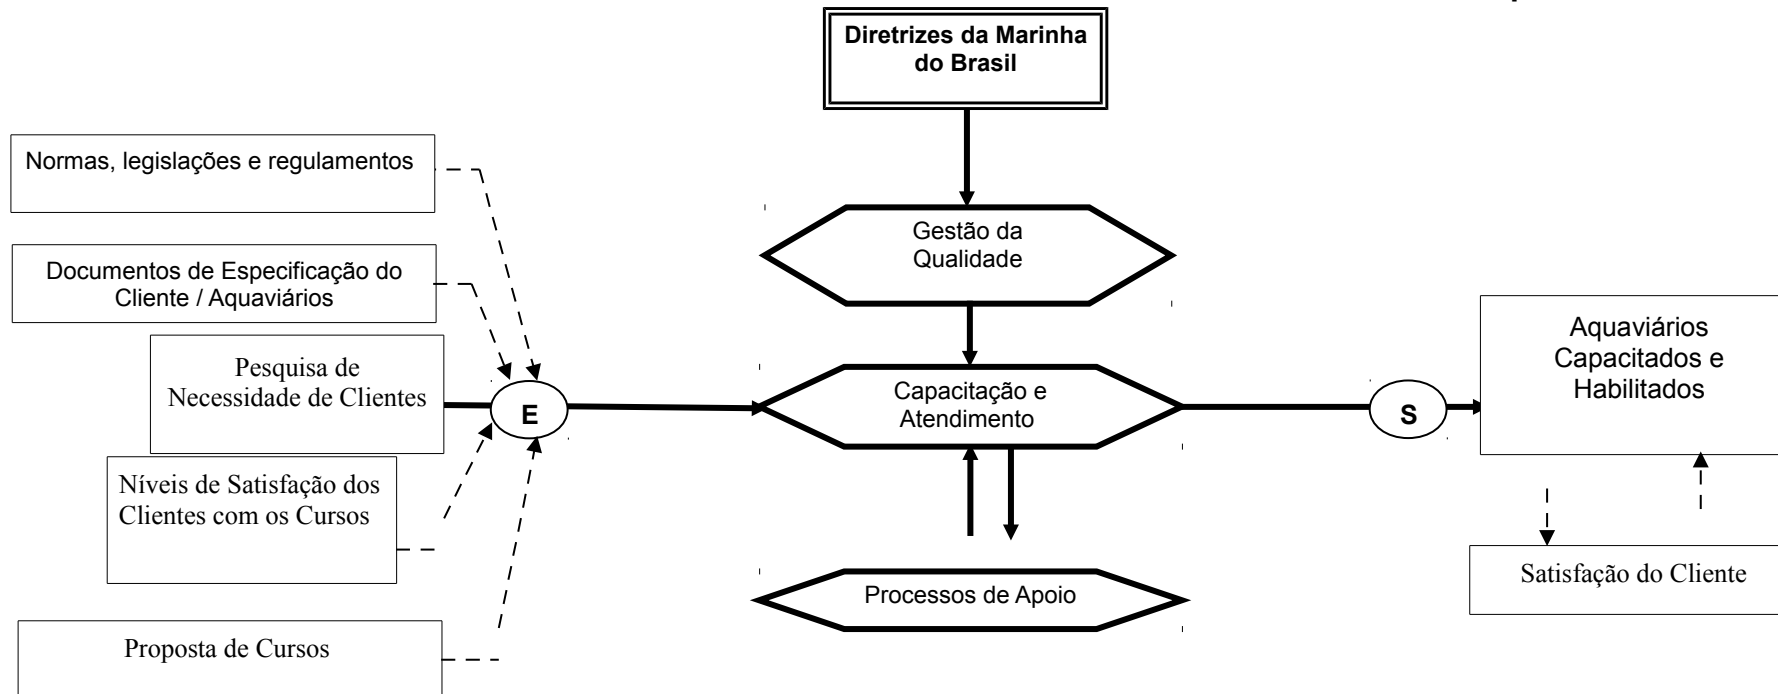 Diretrizes da Marinha
do Brasil
Normas, legislações e regulamentos
Gestão da
Qualidade
Documentos de Especificação do
Cliente / Aquaviários
Aquaviários
Capacitados e
Habilitados
Pesquisa de
Necessidade de Clientes
E
Capacitação e
Atendimento
S
Níveis de Satisfação dos
Clientes com os Cursos
Satisfação do Cliente
Processos de Apoio
Proposta de Cursos